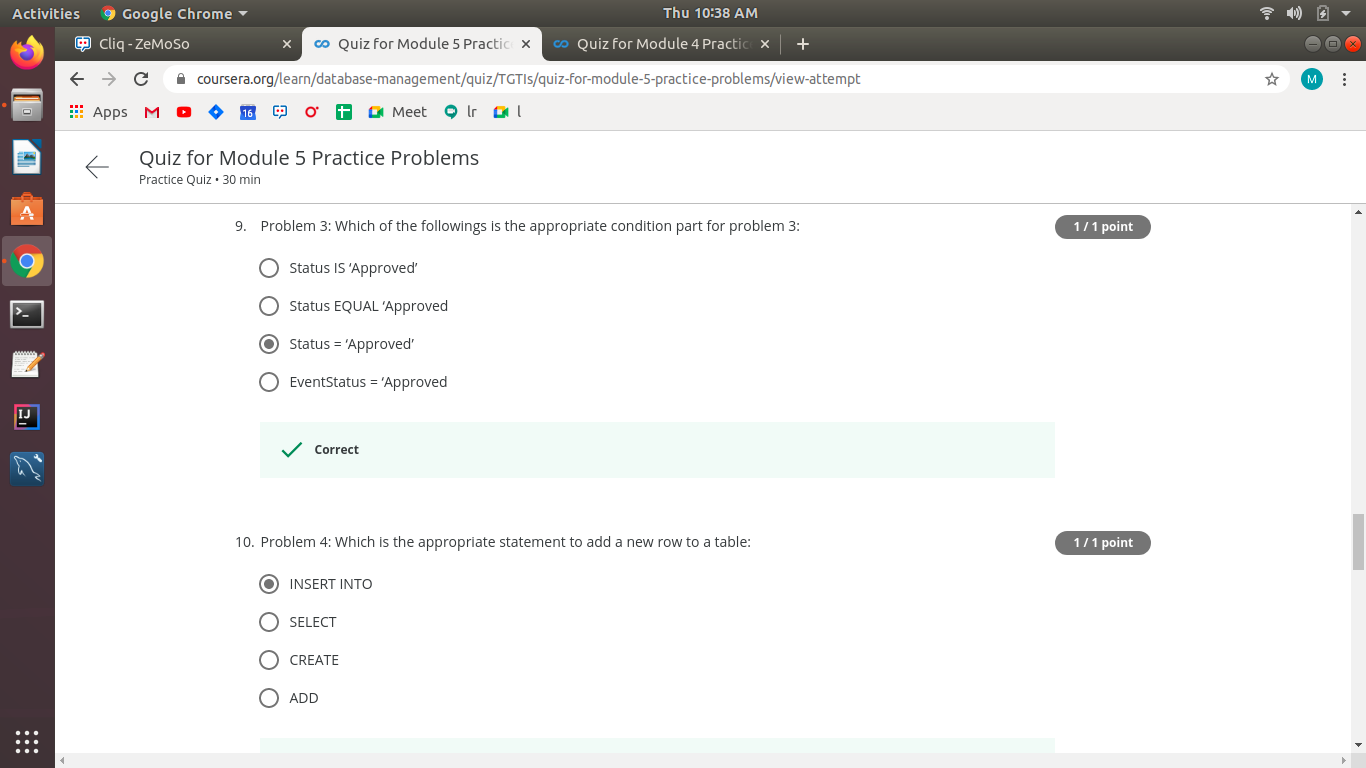 Activities Google Chrome Thu 10:38 AM
Cliq - ZeMoSo Quiz for Module 5 Practic Quiz for Module 4 Practic
coursera.org/learn/database-management/quiz/TGTIs/quiz-for-module-5-practice-problems/view-attempt M
Apps 16 Meet lr l
Quiz for Module 5 Practice Problems
Practice Quiz • 30 min
9. Problem 3: Which of the followings is the appropriate condition part for problem 3: 1 / 1 point
Status IS ‘Approved’
Status EQUAL ‘Approved
Status = ‘Approved’
EventStatus = ‘Approved
Correct
10. Problem 4: Which is the appropriate statement to add a new row to a table: 1 / 1 point
INSERT INTO
SELECT
CREATE
ADD
IJ